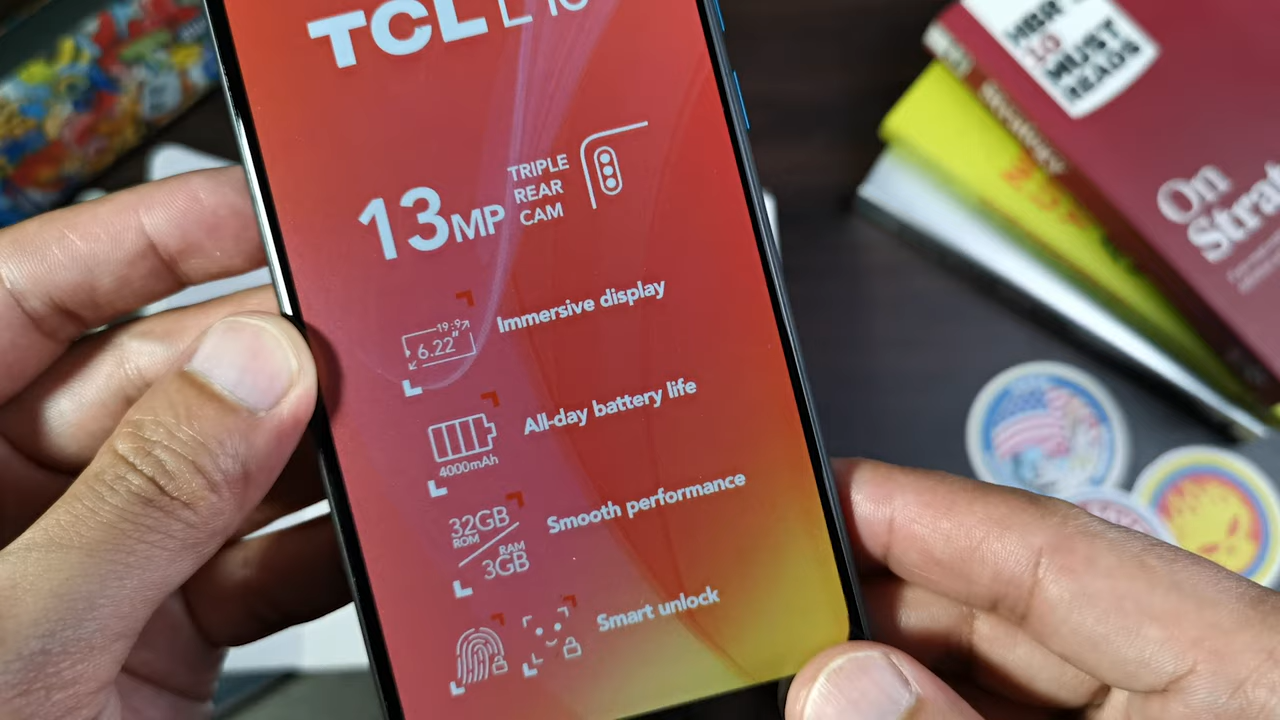 TCL L10
13MP
TRIPLE
REAR
CAM
19:9
6.22"
Immersive display
4000mAh
All-day battery life
32GB
ROM
RAM
3GB
Smooth performance
Smart unlock
HBR'S
10
MUST
READS
On
Strat